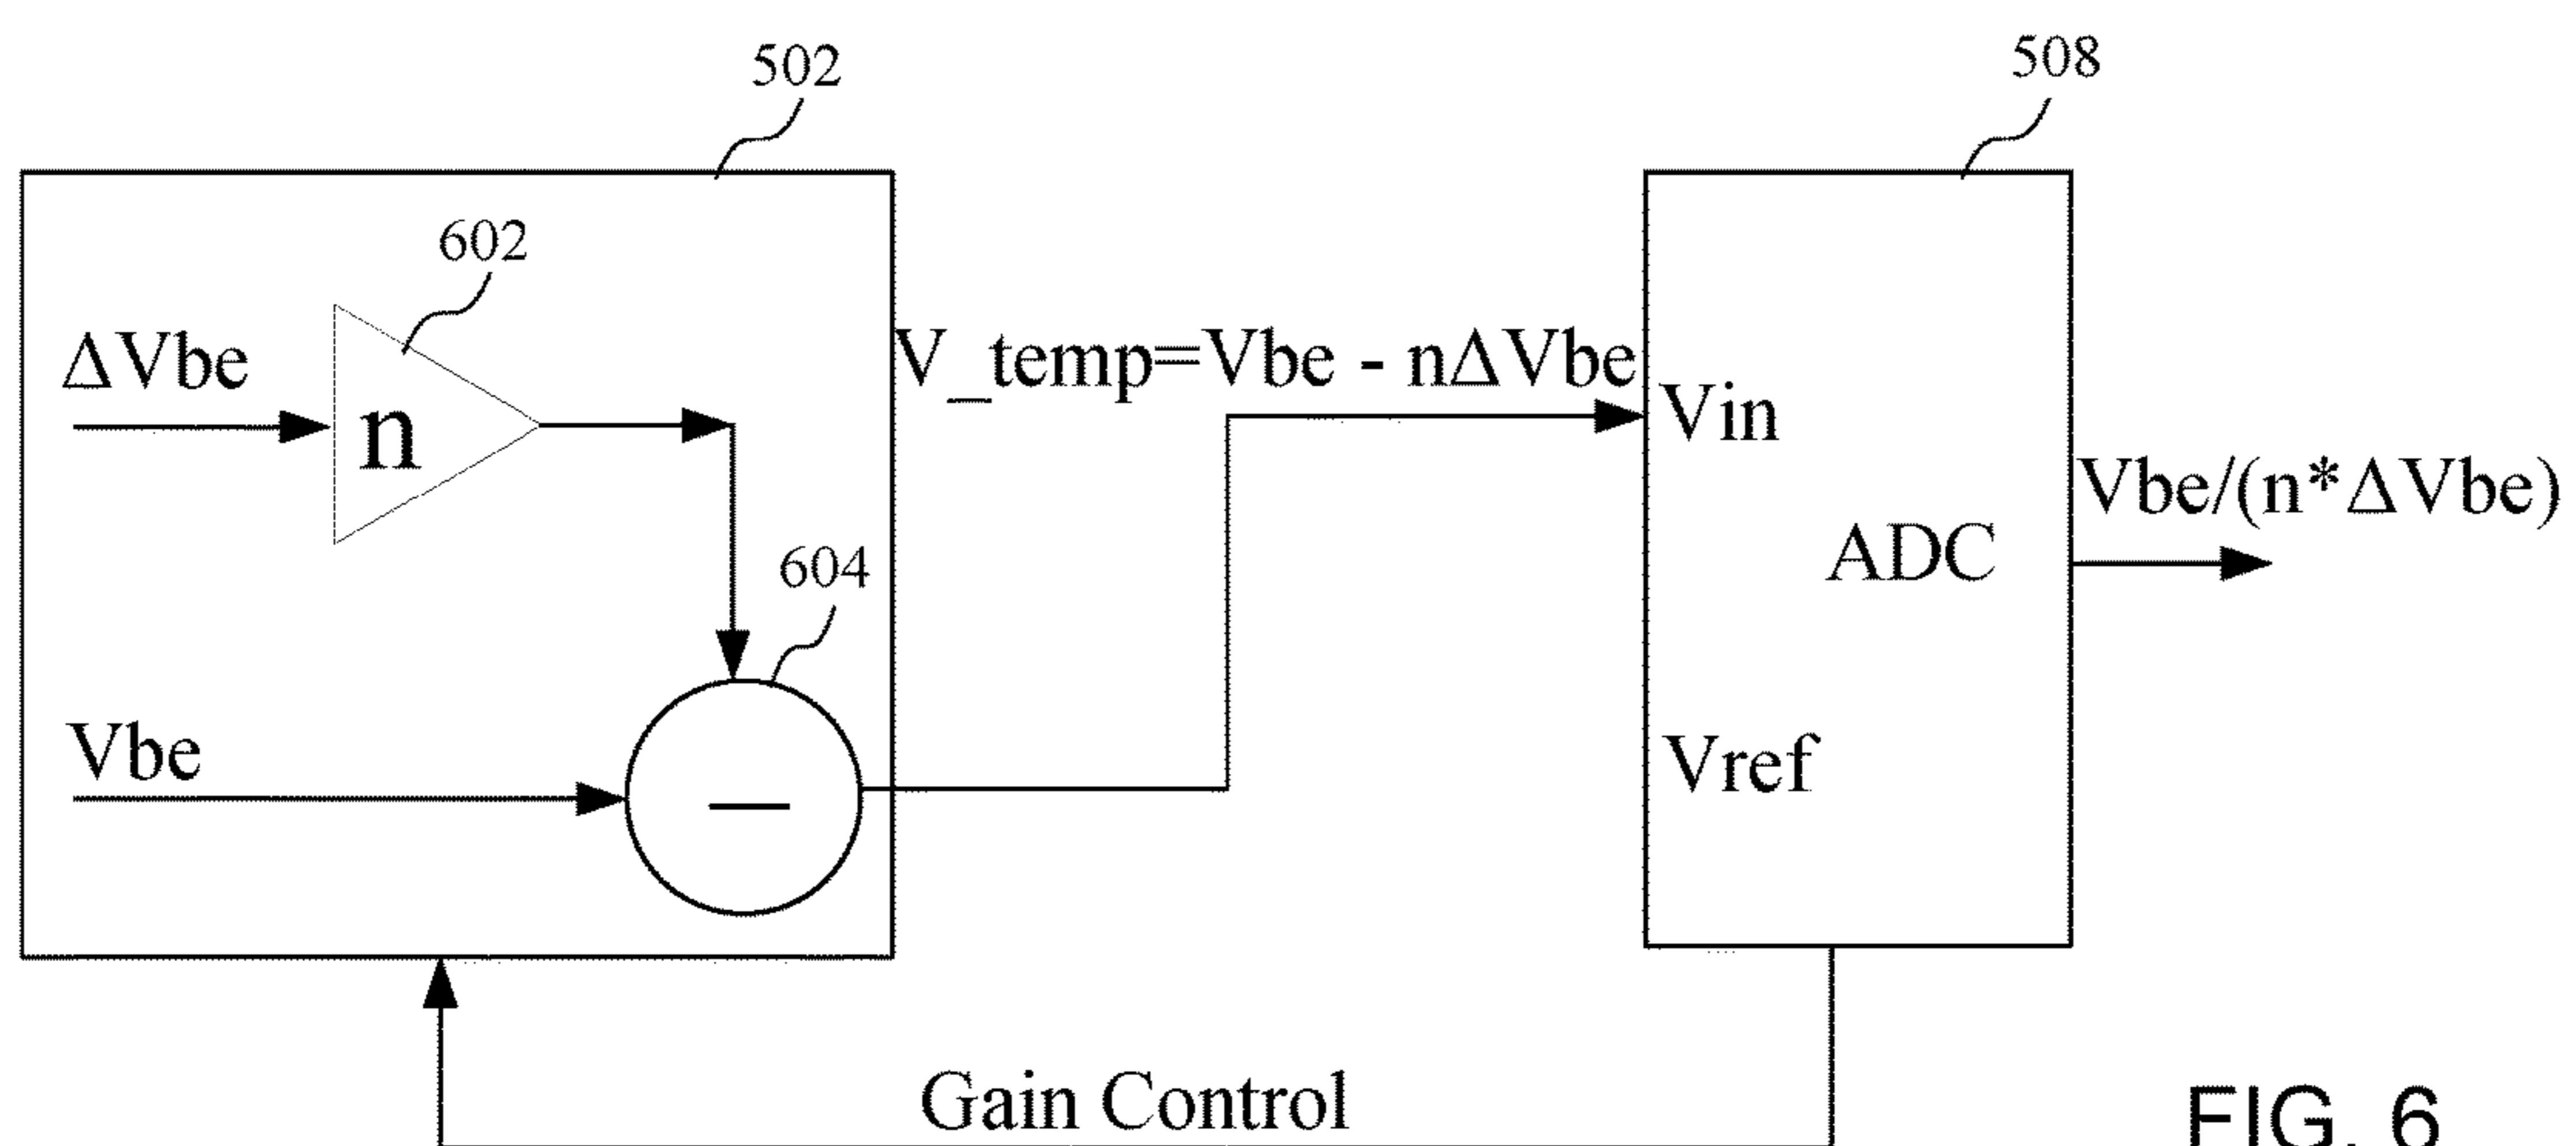 502
508
602
ΔVbe
n
V_temp=Vbe - nΔVbe
Vin
Vbe/(n*ΔVbe)
ADC
604
Vbe
–
Vref
Gain Control
FIG. 6